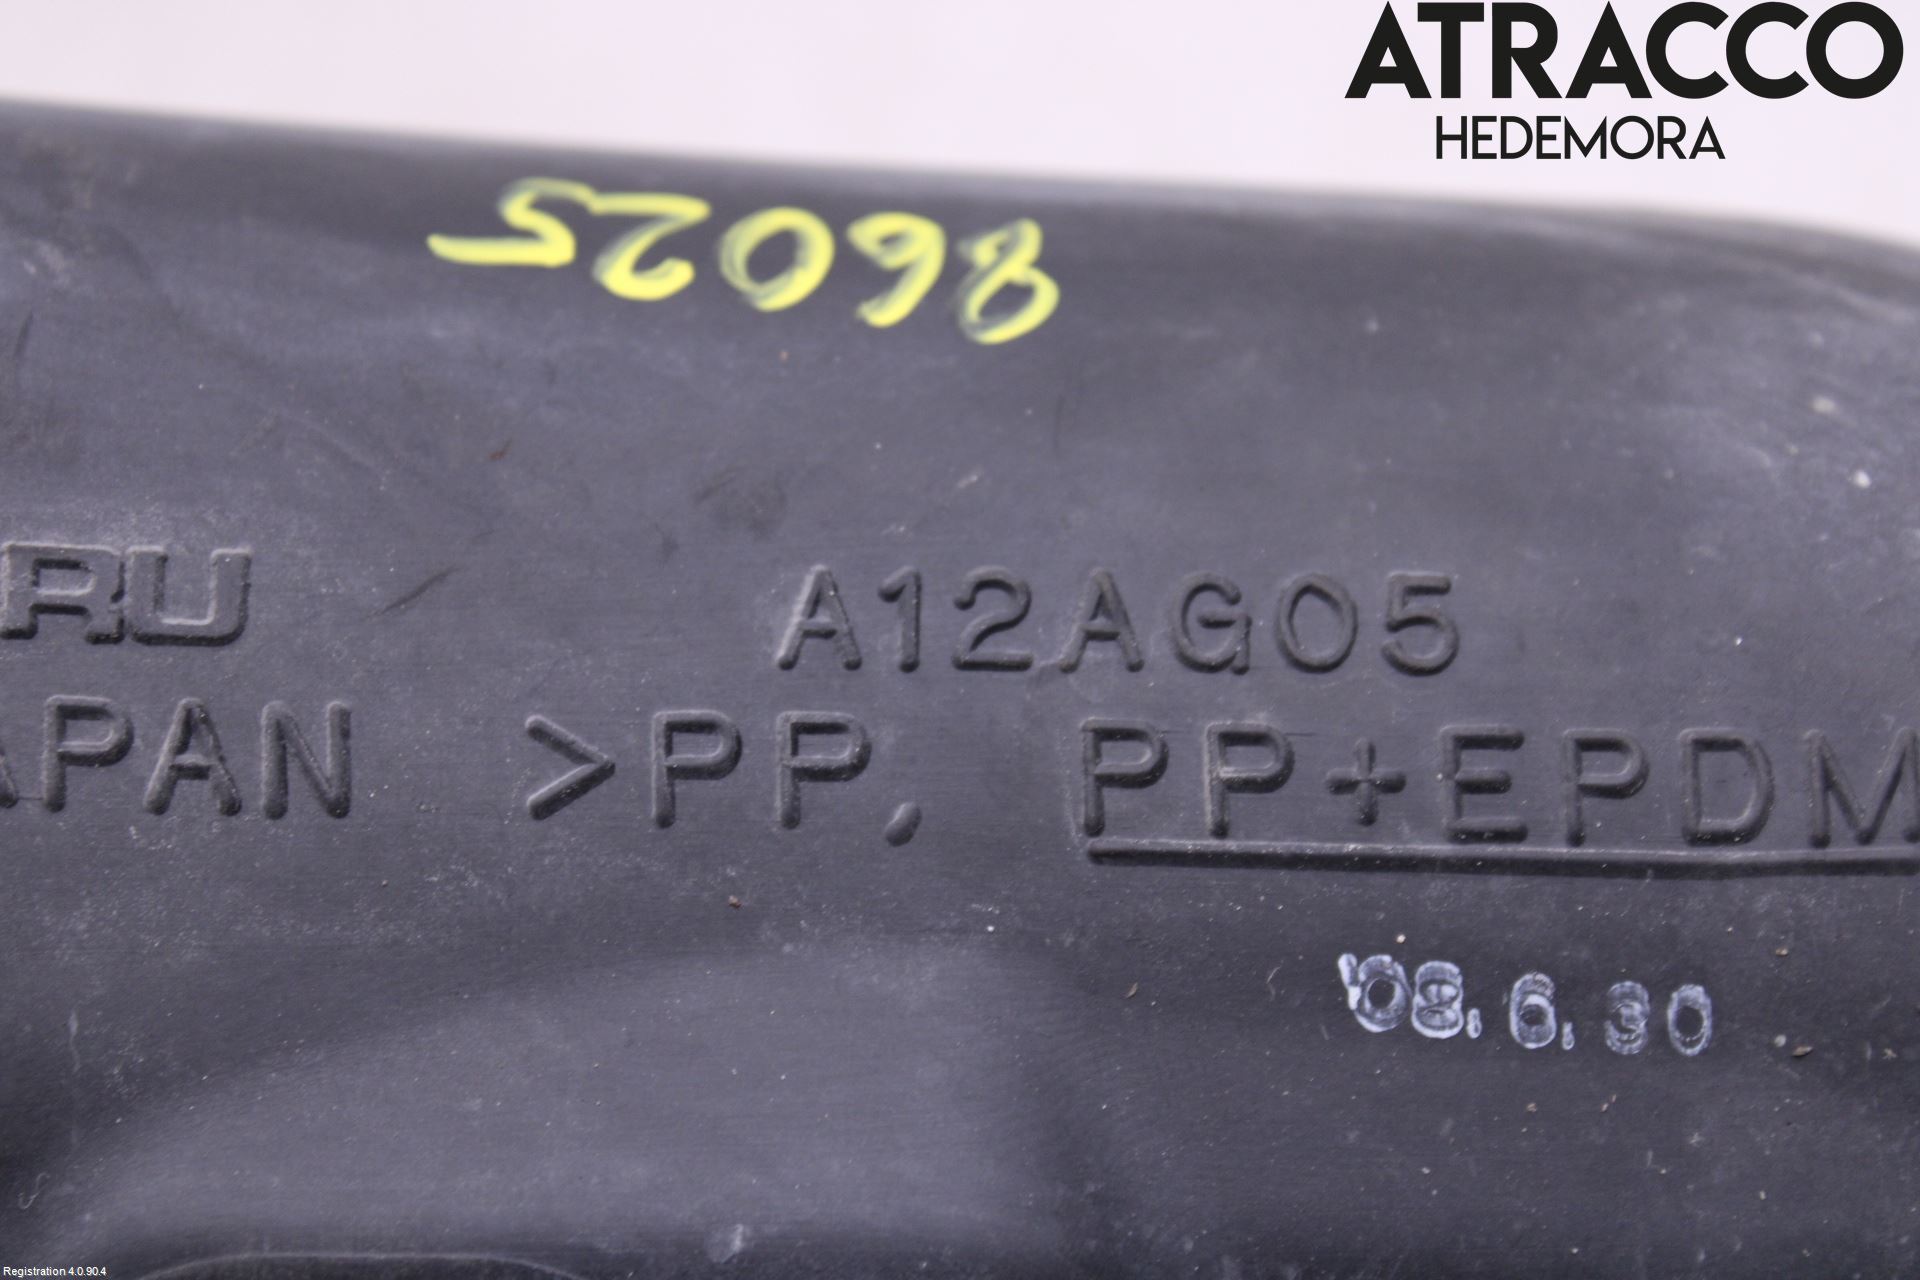 ATRACCO
HEDEMORA
86025
RU A12AG05
APAN >PP, PP+EPDM
'08.6.30
Registration 4.0.90.4